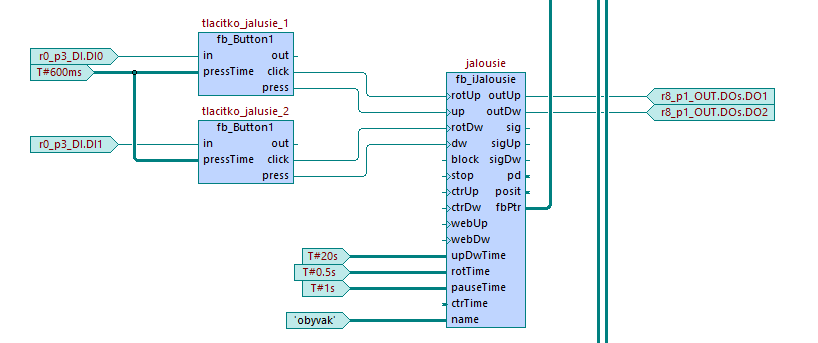 tlacitko_jalusie_1
fb_Button1
r0_p3_DI.DI0
in out
T#600ms
pressTime click
press
tlacitko_jalusie_2
fb_Button1
r0_p3_DI.DI1
in out
pressTime click
press
jalousie
fb_iJalousie
rotUp outUp
r8_p1_OUT.DOs.DO1
up outDw
r8_p1_OUT.DOs.DO2
rotDw sig
dw sigUp
block sigDw
stop pd
ctrUp posit
ctrDw fbPtr
webUp
webDw
T#20s
upDwTime
T#0.5s
rotTime
T#1s
pauseTime
ctrTime
'obyvak'
name